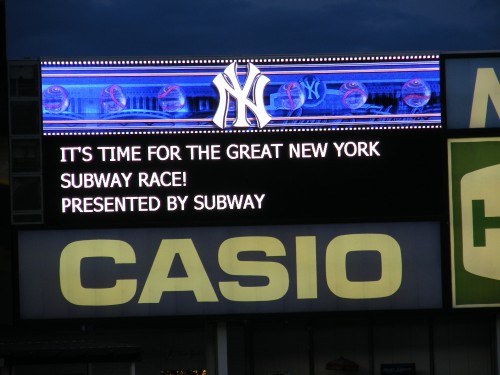 NY
IT'S TIME FOR THE GREAT NEW YORK
SUBWAY RACE!
PRESENTED BY SUBWAY
CASIO